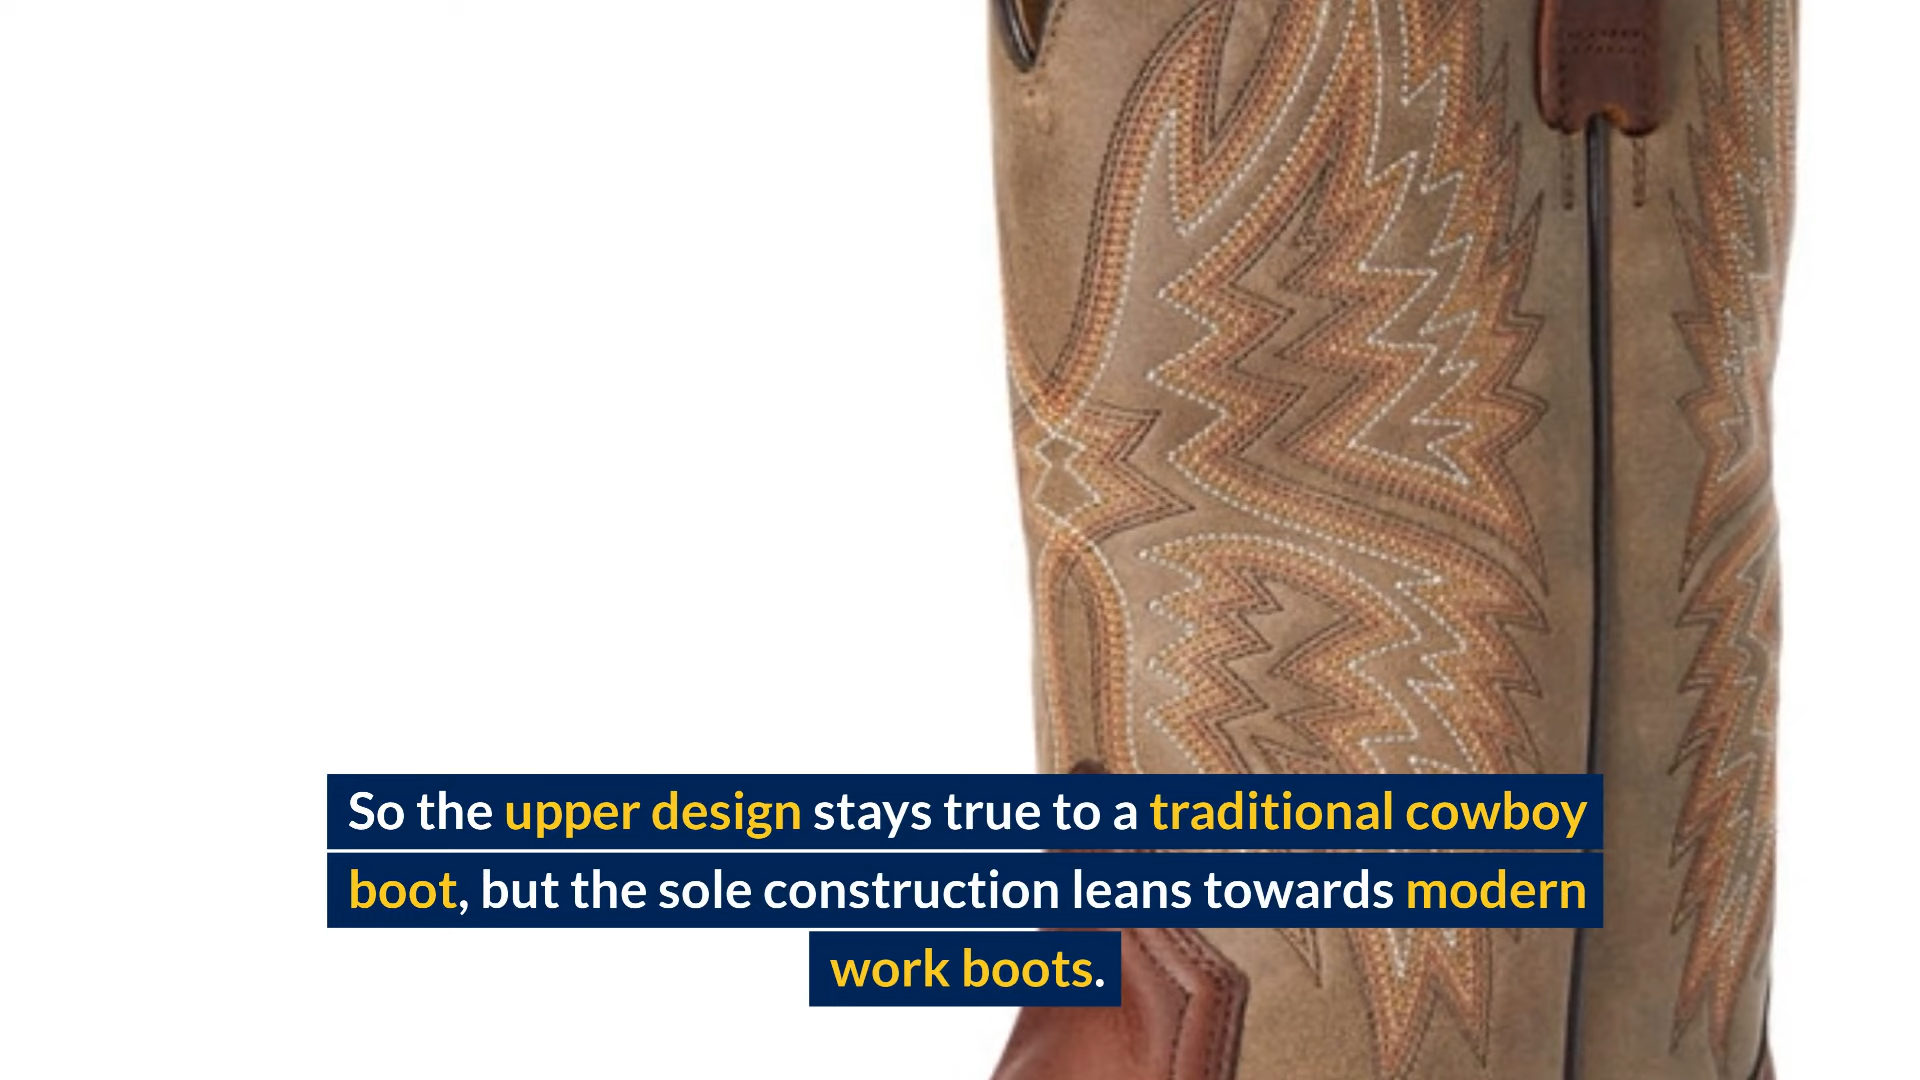 So the upper design stays true to a traditional cowboy
boot, but the sole construction leans towards modern
work boots.